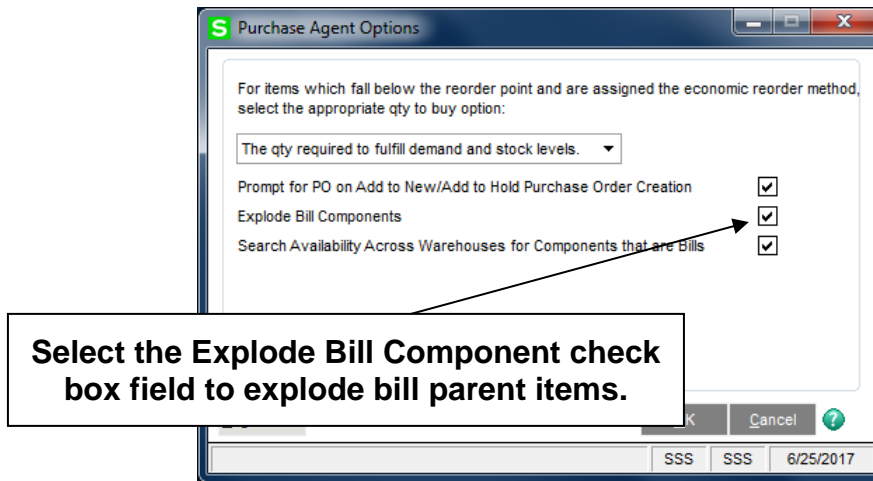 S Purchase Agent Options
For items which fall below the reorder point and are assigned the economic reorder method,
select the appropriate qty to buy option:
The qty required to fulfill demand and stock levels.
Prompt for PO on Add to New/Add to Hold Purchase Order Creation
Explode Bill Components
Search Availability Across Warehouses for Components that are Bills
Select the Explode Bill Component check
box field to explode bill parent items.
K Cancel ?
SSS SSS 6/25/2017